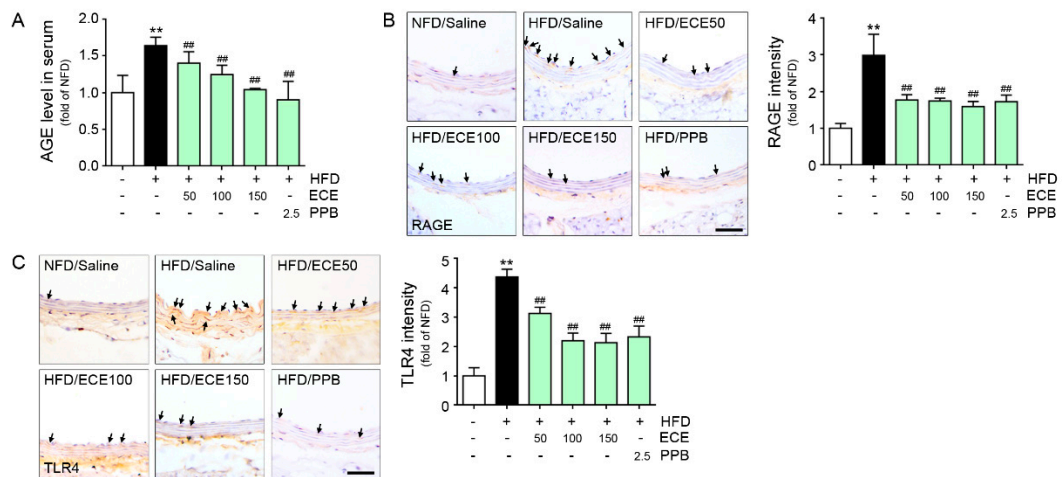 A
AGE level in serum
(fold of NFD)
2.0
1.5
1.0
0.5
0.0
**
##
##
##
##
- + + + + + HFD
- - 50 100 150 - ECE
- - - - - 2.5 PPB
B
NFD/Saline
HFD/Saline
HFD/ECE50
HFD/ECE100
HFD/ECE150
HFD/PPB
RAGE
RAGE intensity
(fold of NFD)
4
3
2
1
0
**
##
##
##
##
- + + + + + HFD
- - 50 100 150 - ECE
- - - - - 2.5 PPB
C
NFD/Saline
HFD/Saline
HFD/ECE50
HFD/ECE100
HFD/ECE150
HFD/PPB
TLR4
TLR4 intensity
(fold of NFD)
5
4
3
2
1
0
**
##
##
##
##
- + + + + + HFD
- - 50 100 150 - ECE
- - - - - 2.5 PPB